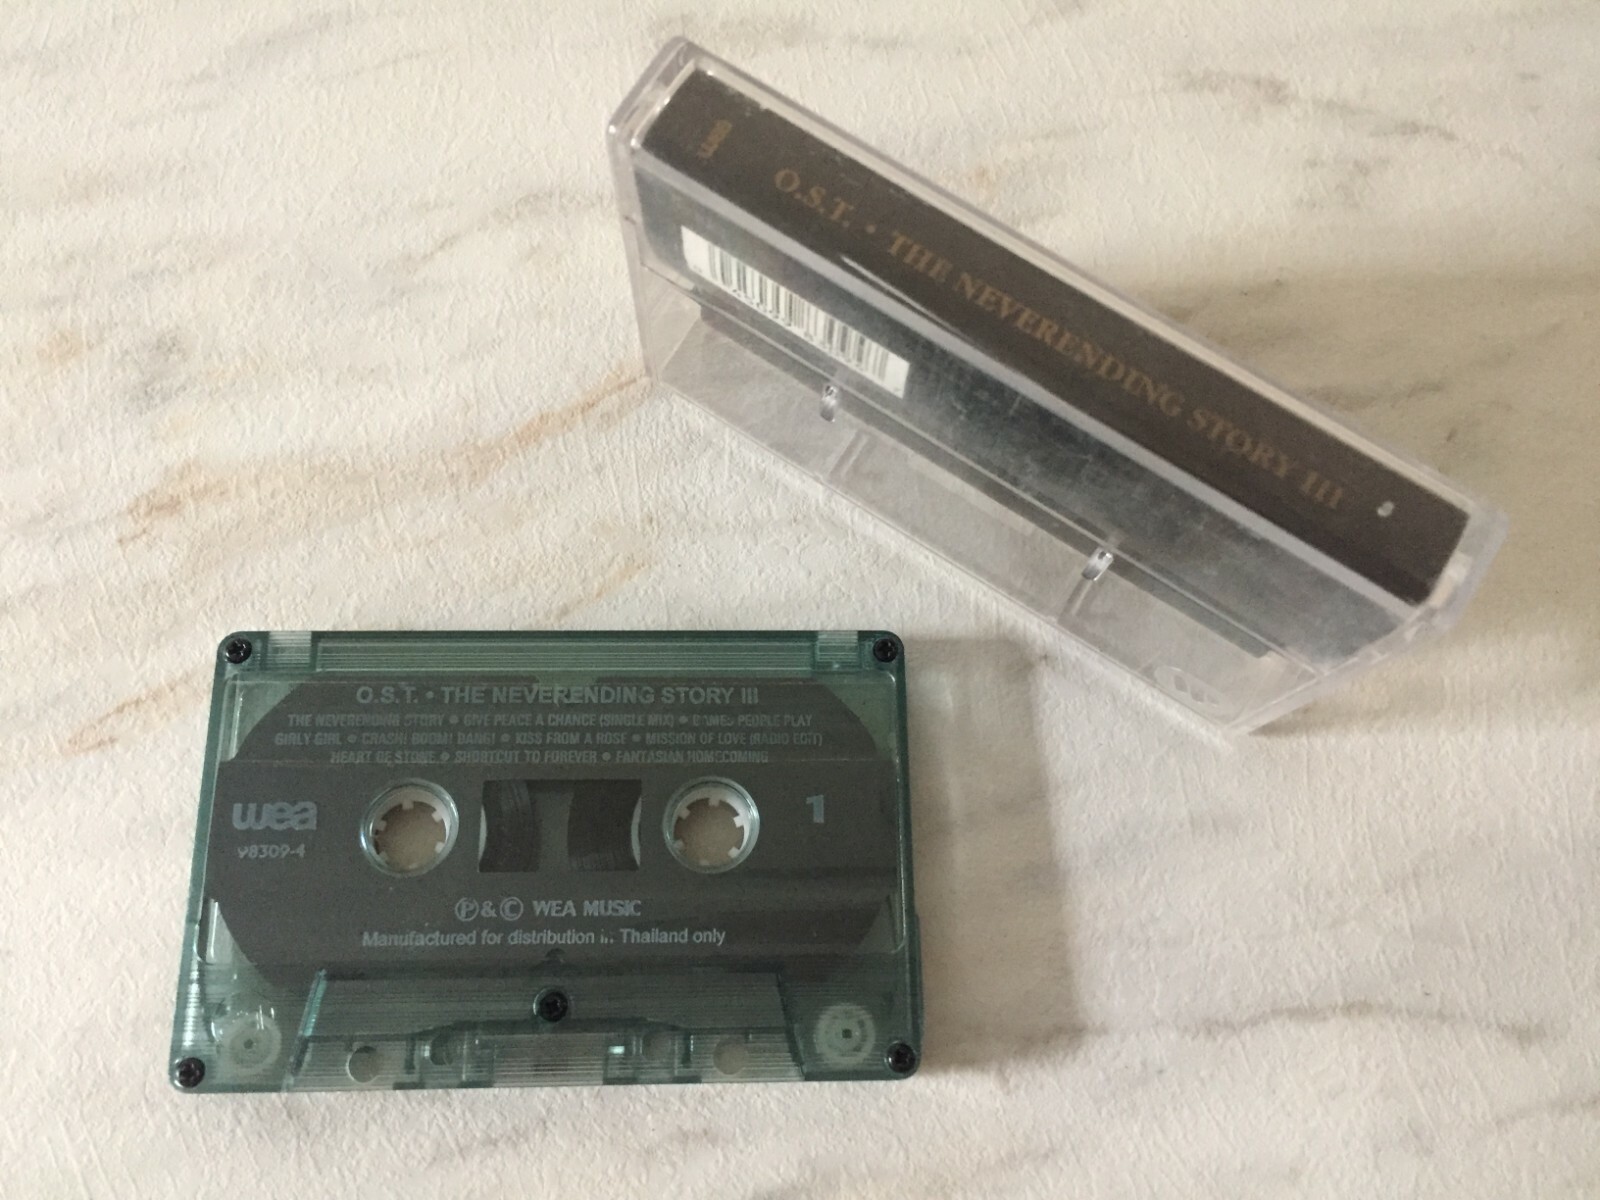 O.S.T. • THE NEVERENDING STORY III
O.S.T. • THE NEVERENDING STORY III
THE NEVERENDING STORY • GIVE PEACE A CHANCE (SINGLE MIX) • GAMES PEOPLE PLAY
GIRLY GIRL • CRASH! BOOM! BANG! • KISS FROM A ROSE • MISSION OF LOVE (RADIO EDIT)
HEART OF STONE • SHORTCUT TO FOREVER • FANTASIAN HOMECOMING
wea
98309-4
1
Ⓟ & © WEA MUSIC
Manufactured for distribution in Thailand only